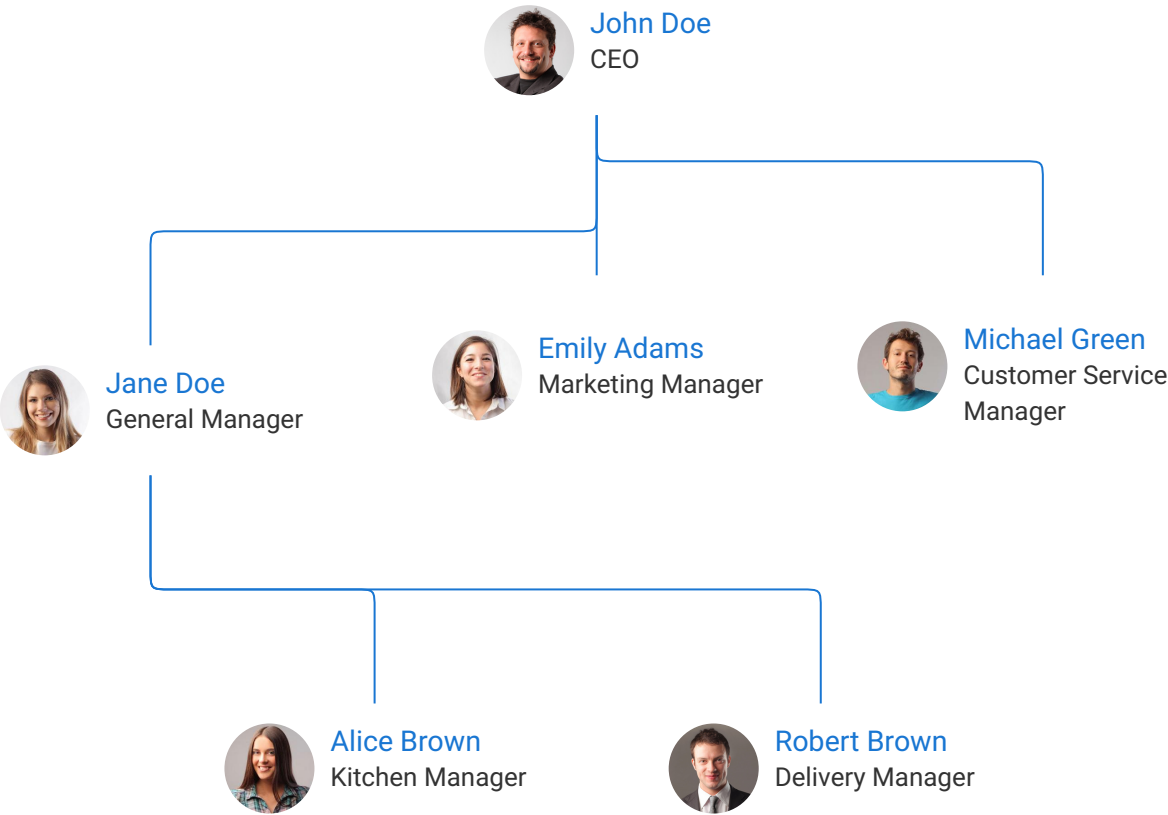 John Doe
CEO
Jane Doe
General Manager
Emily Adams
Marketing Manager
Michael Green
Customer Service
Manager
Alice Brown
Kitchen Manager
Robert Brown
Delivery Manager